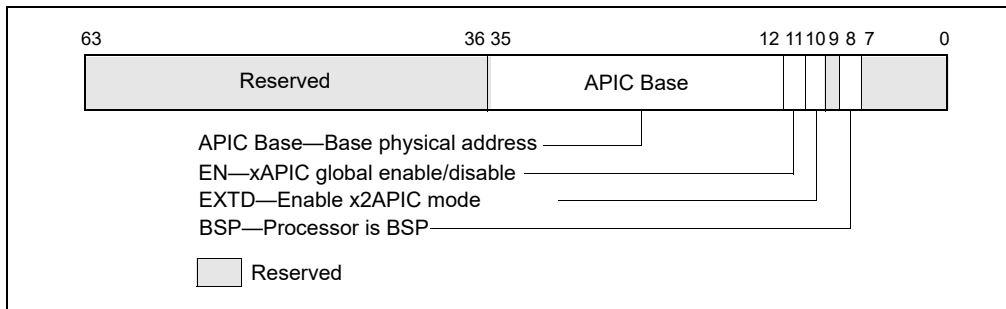 63 36 35 12 11 10 9 8 7 0
Reserved APIC Base
APIC Base—Base physical address
EN—xAPIC global enable/disable
EXTD—Enable x2APIC mode
BSP—Processor is BSP
Reserved